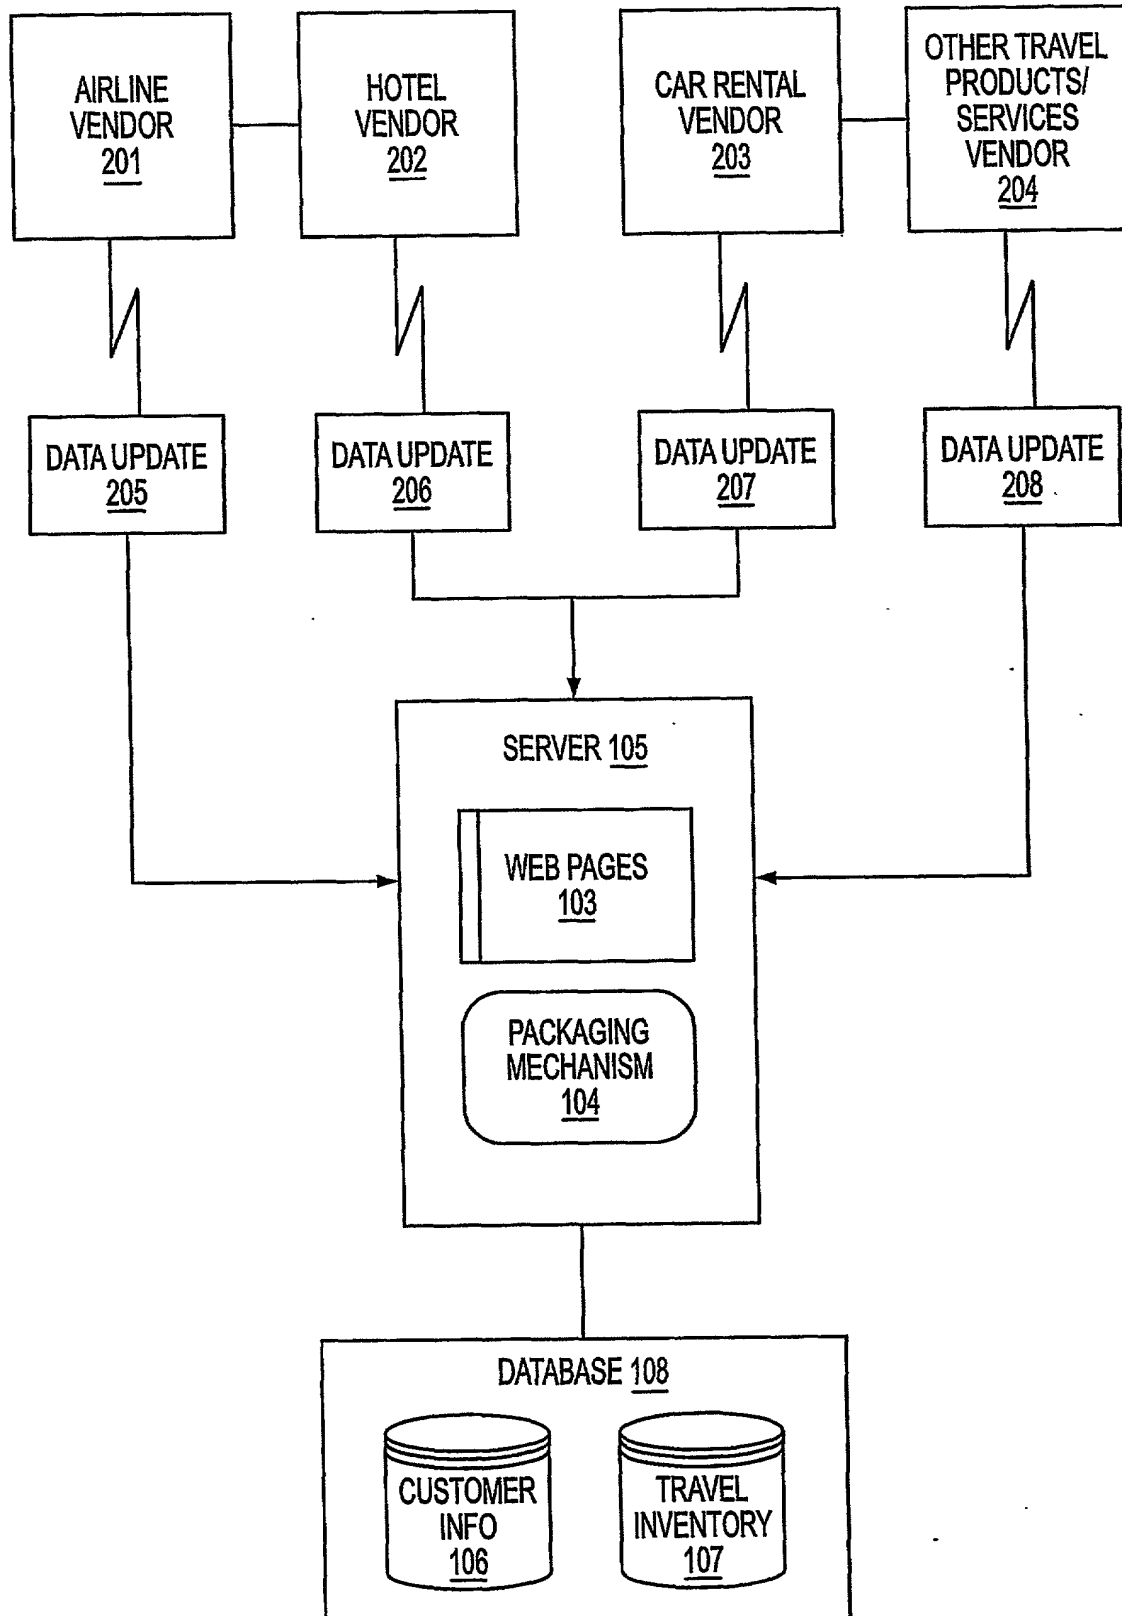 AIRLINE
VENDOR
201
HOTEL
VENDOR
202
CAR RENTAL
VENDOR
203
OTHER TRAVEL
PRODUCTS/
SERVICES
VENDOR
204
DATA UPDATE
205
DATA UPDATE
206
DATA UPDATE
207
DATA UPDATE
208
SERVER 105
WEB PAGES
103
PACKAGING
MECHANISM
104
DATABASE 108
CUSTOMER
INFO
106
TRAVEL
INVENTORY
107